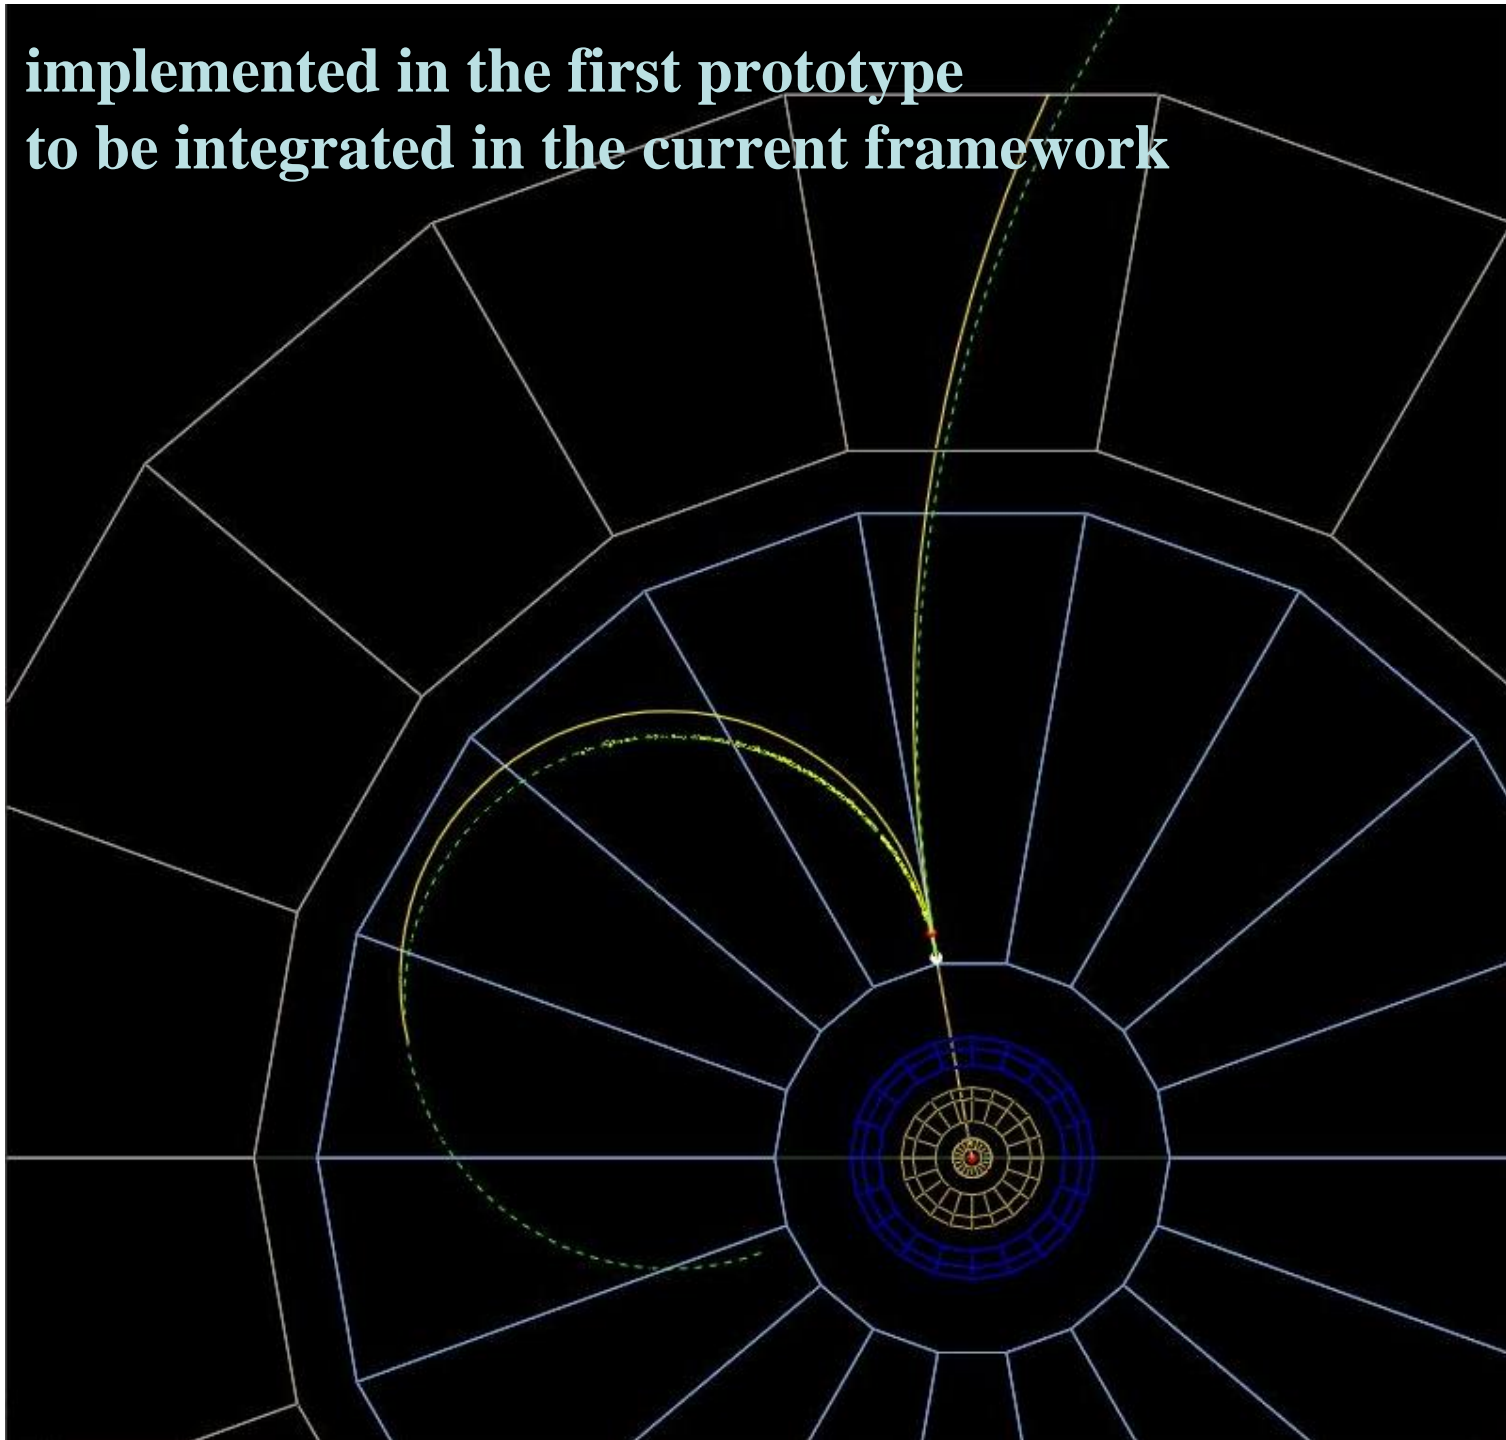 implemented in the first prototype
to be integrated in the current framework